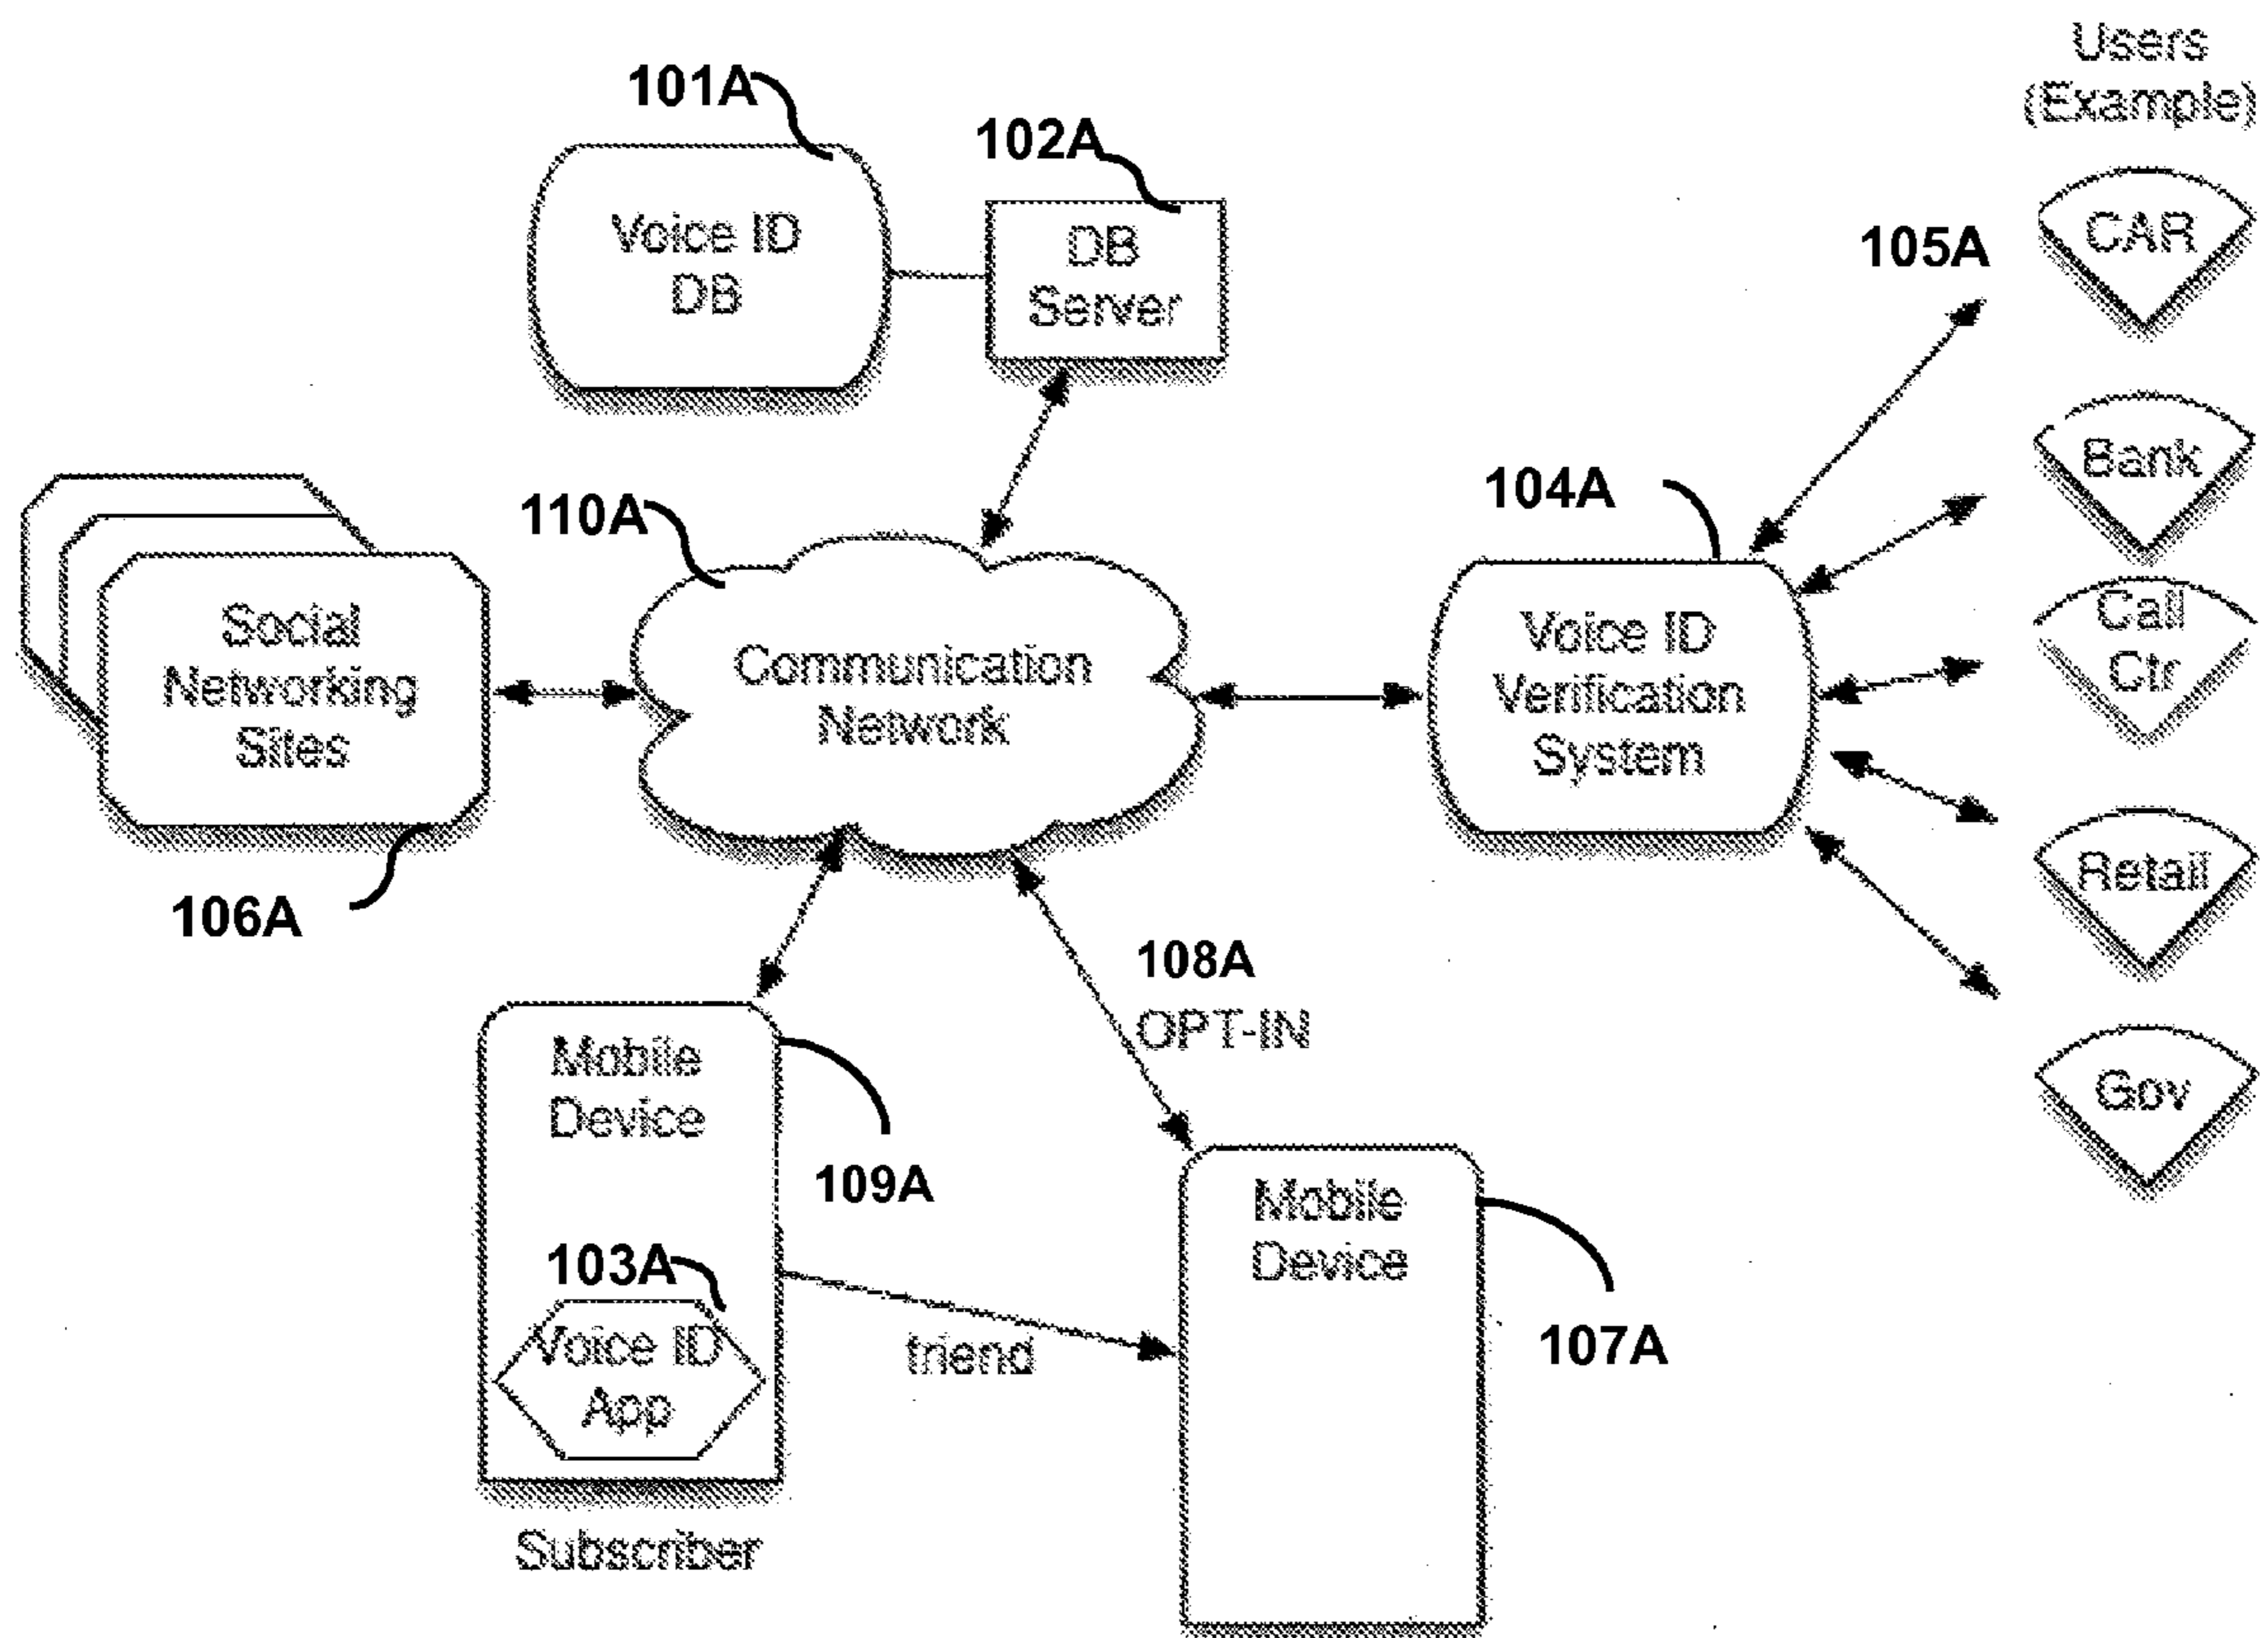 Users
(Example)
101A
102A
Voice ID
DB
DB
Server
105A
CAR
Bank
Call
Ctr
Retail
Gov
110A
104A
Social
Networking
Sites
Communication
Network
Voice ID
Verification
System
106A
108A
OPT-IN
Mobile
Device
109A
103A
Voice ID
App
Subscriber
triend
Mobile
Device
107A